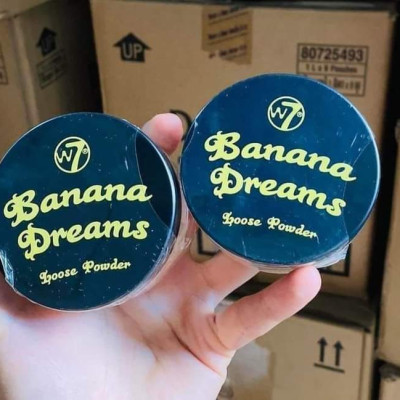 UP
80725493
W7
Banana
Dreams
Loose Powder
W7
Banana
Dreams
Loose Powder